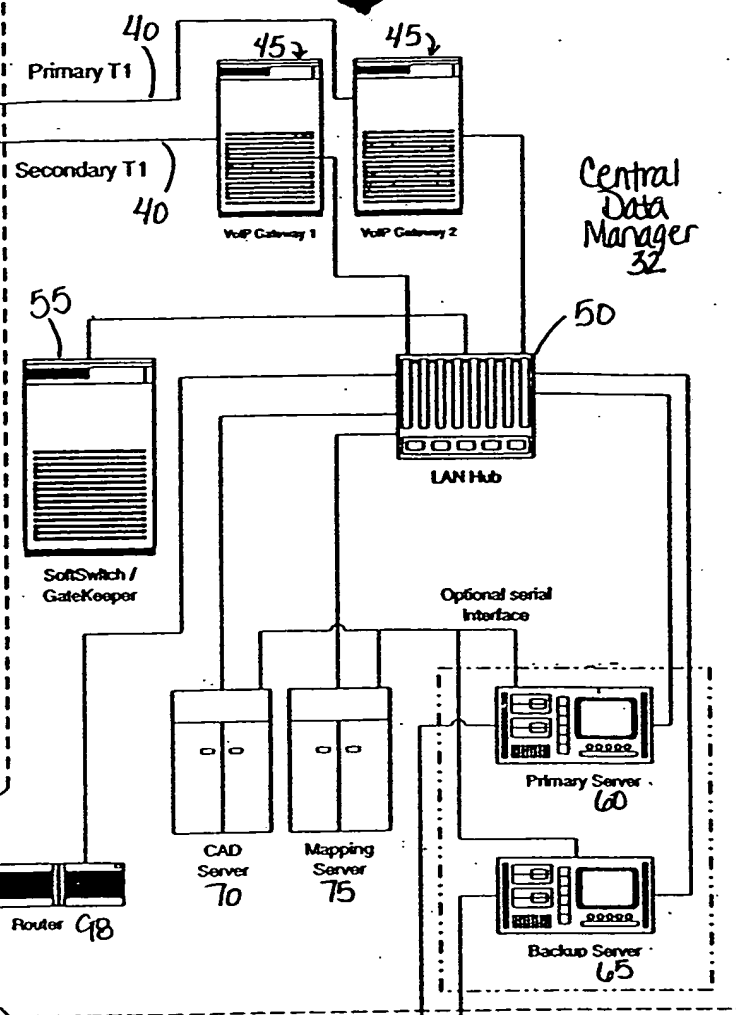 40
Primary T1
45
45
Secondary T1
40
VoIP Gateway 1
VoIP Gateway 2
Central
Data
Manager
32
55
50
LAN Hub
SoftSwitch /
GateKeeper
Optional serial
Interface
Primary Server
60
CAD
Server
70
Mapping
Server
75
Router 98
Backup Server
65